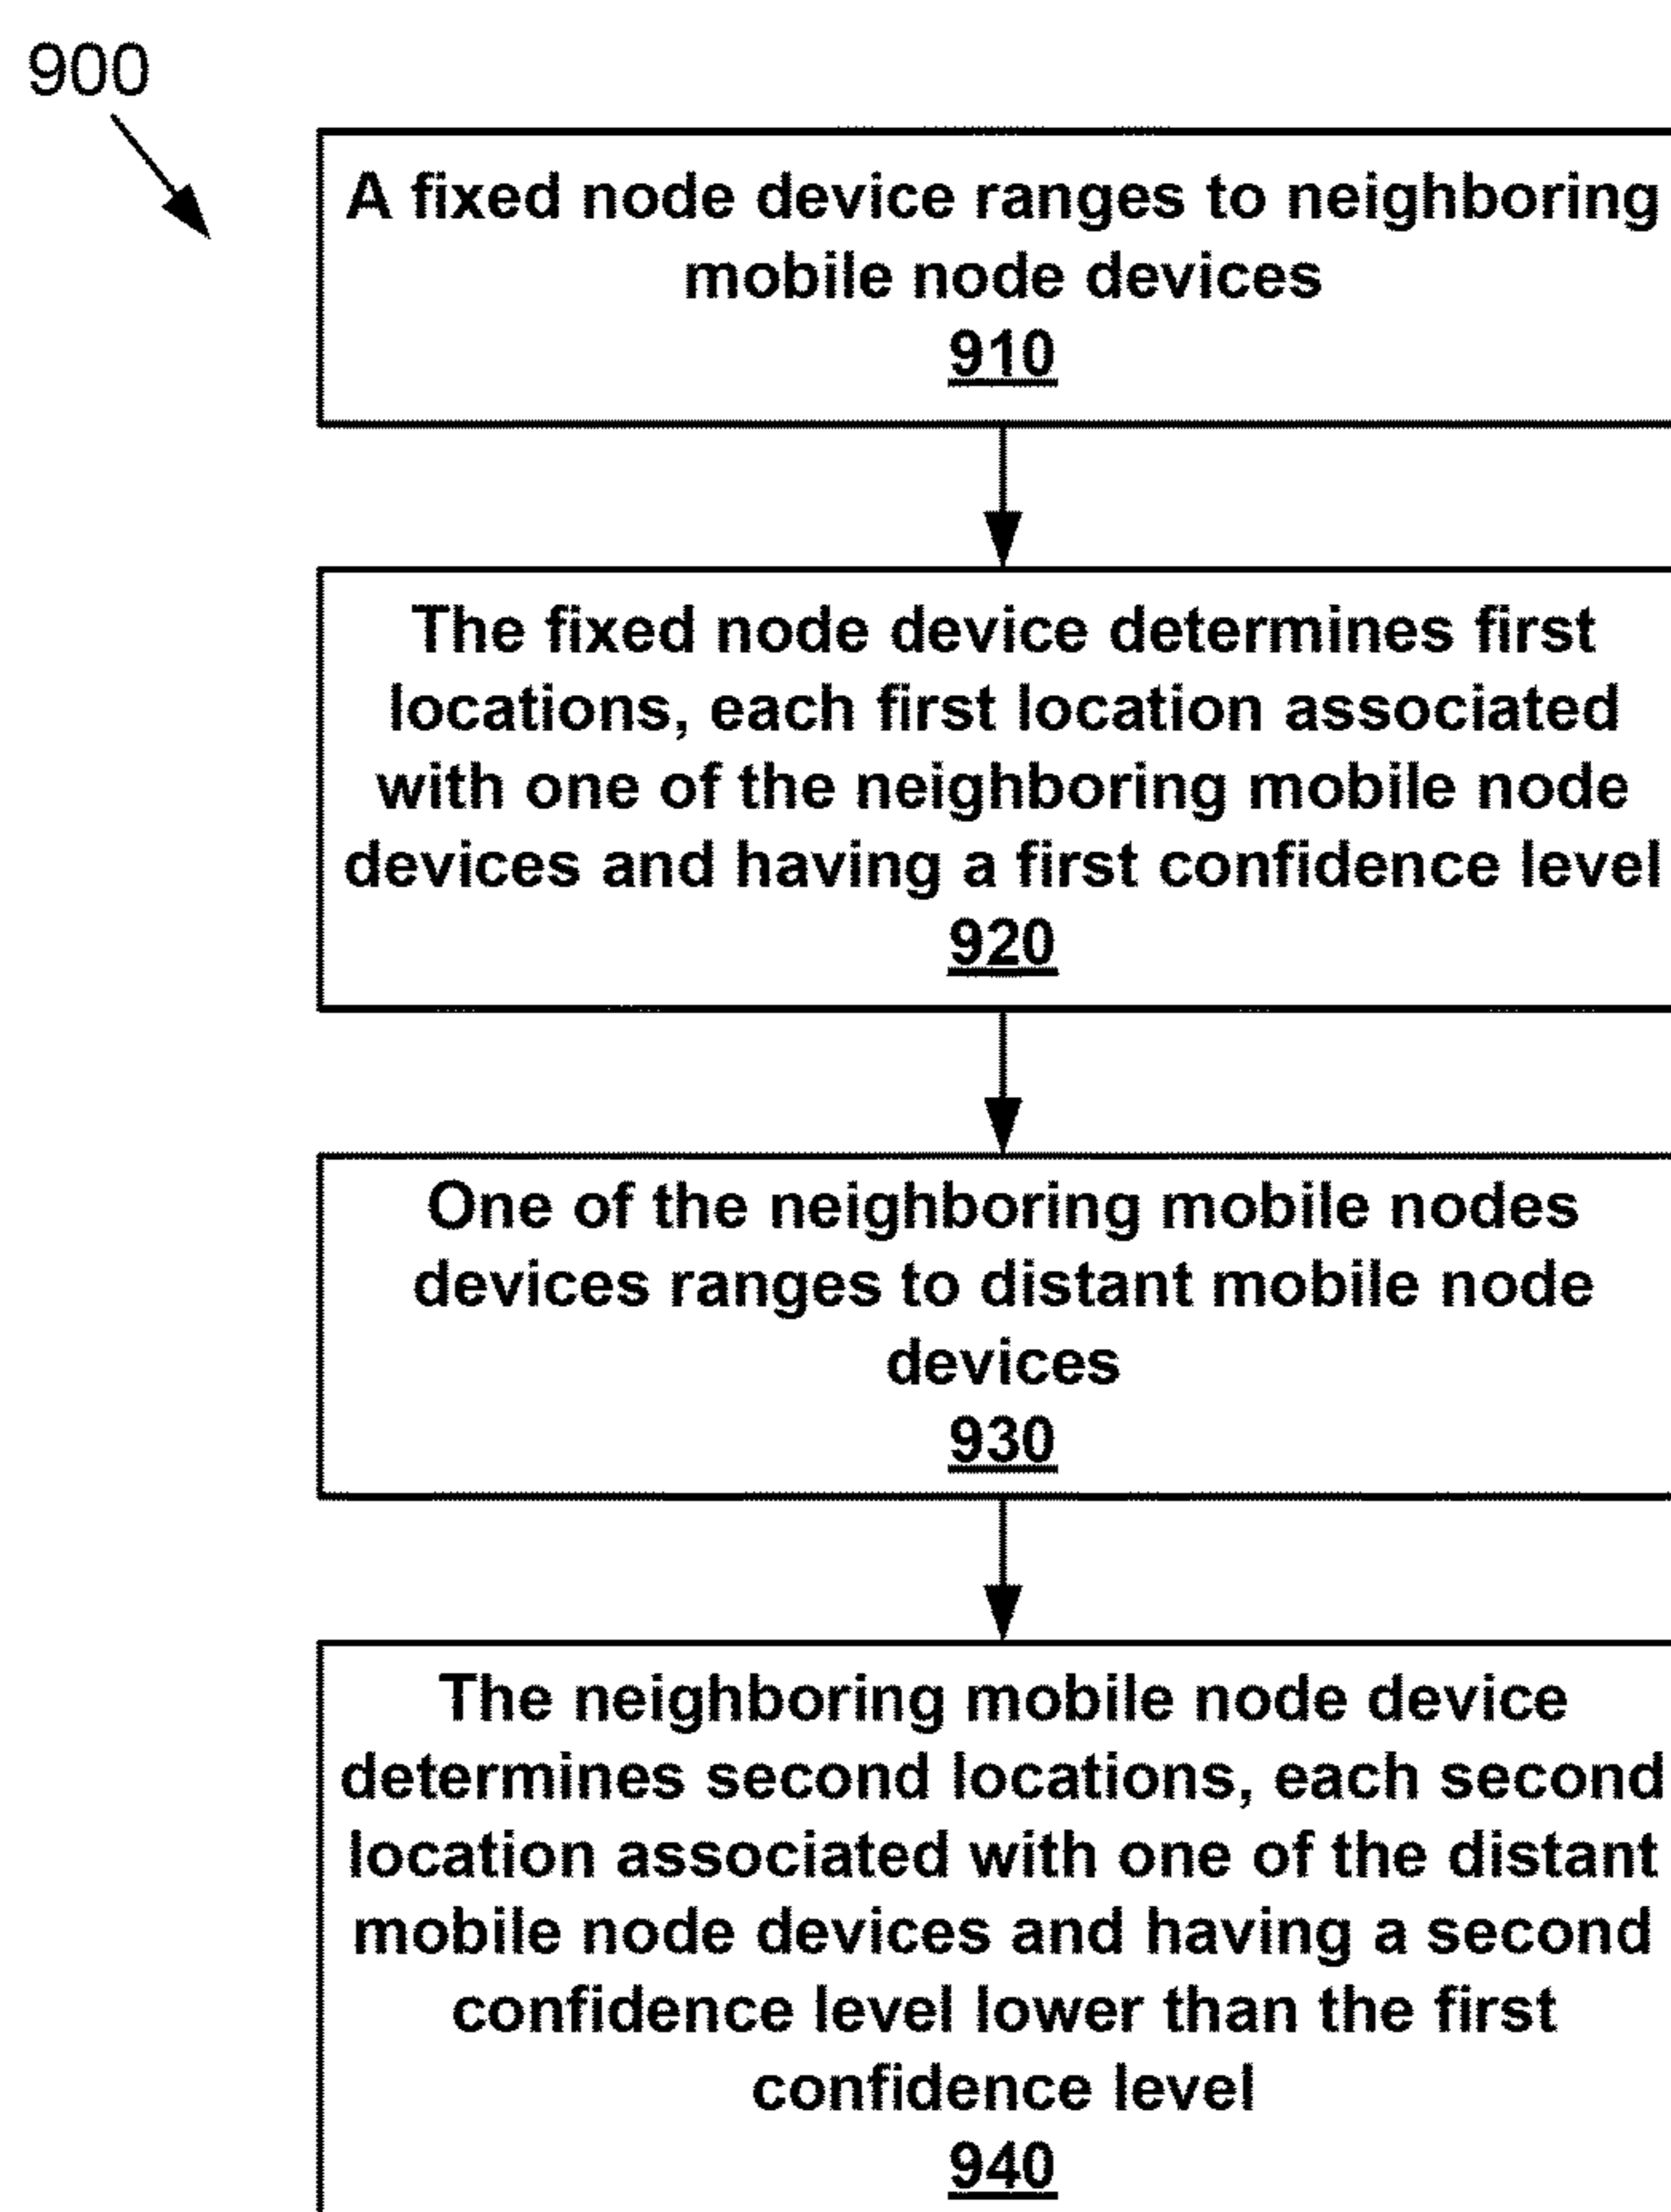 900
A fixed node device ranges to neighboring
mobile node devices
910
The fixed node device determines first
locations, each first location associated
with one of the neighboring mobile node
devices and having a first confidence level
920
One of the neighboring mobile nodes
devices ranges to distant mobile node
devices
930
The neighboring mobile node device
determines second locations, each second
location associated with one of the distant
mobile node devices and having a second
confidence level lower than the first
confidence level
940